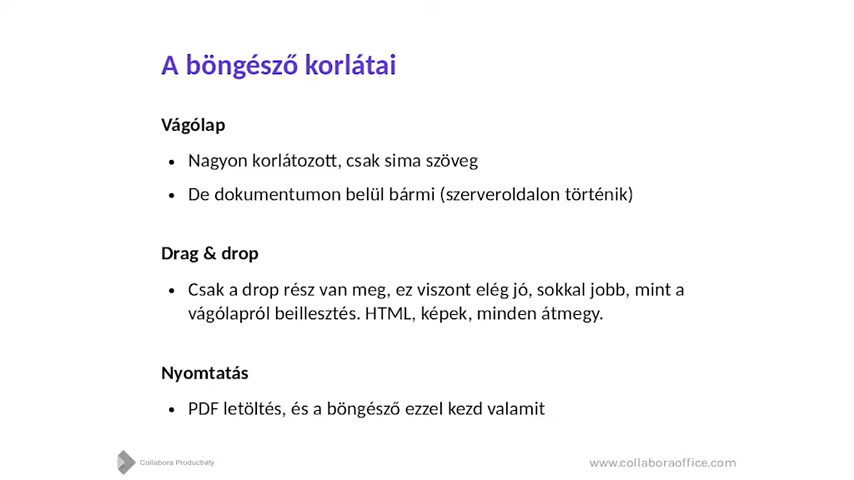 A böngésző korlátai
Vágólap
• Nagyon korlátozott, csak sima szöveg
• De dokumentumon belül bármi (szerveroldalon történik)
Drag & drop
• Csak a drop rész van meg, ez viszont elég jó, sokkal jobb, mint a
vágólapról beillesztés. HTML, képek, minden átmegy.
Nyomtatás
• PDF letöltés, és a böngésző ezzel kezd valamit
Collabora Productivity
www.collaboraoffice.com